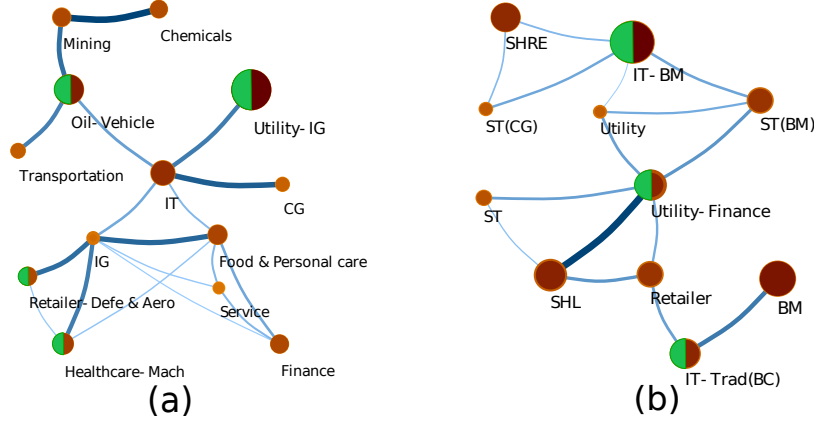 Chemicals
Mining
Oil- Vehicle
Utility- IG
Transportation
IT
CG
IG
Food & Personal care
Retailer- Defe & Aero
Service
Healthcare- Mach
Finance
(a)
SHRE
IT- BM
ST(CG)
Utility
ST(BM)
ST
Utility- Finance
SHL
Retailer
BM
IT- Trad(BC)
(b)